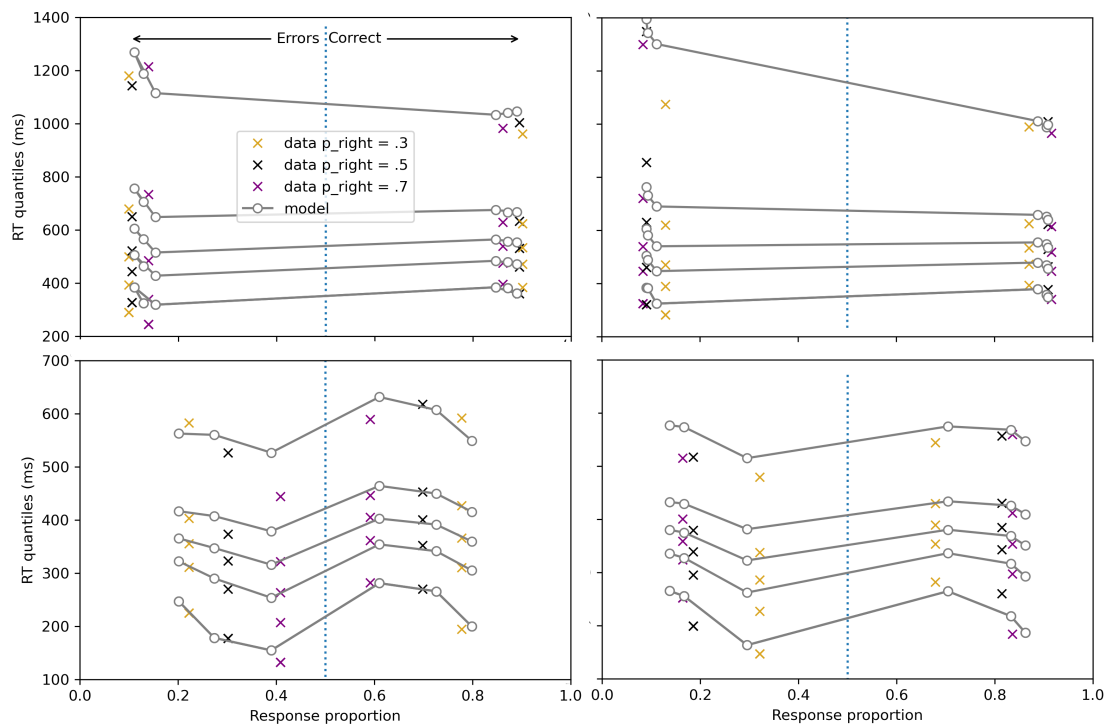 1400
1200
1000
800
600
400
200
RT quantiles (ms)
Errors Correct
data p_right = .3
data p_right = .5
data p_right = .7
model
700
600
500
400
300
200
100
RT quantiles (ms)
0.0 0.2 0.4 0.6 0.8 1.0
Response proportion
0.2 0.4 0.6 0.8 1.0
Response proportion